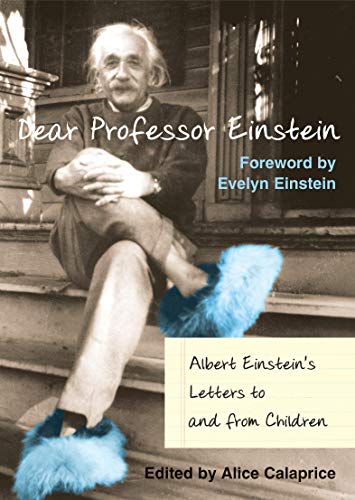 Dear Professor Einstein
Foreword by
Evelyn Einstein
Albert Einstein's
Letters to
and from Children
Edited by Alice Calaprice